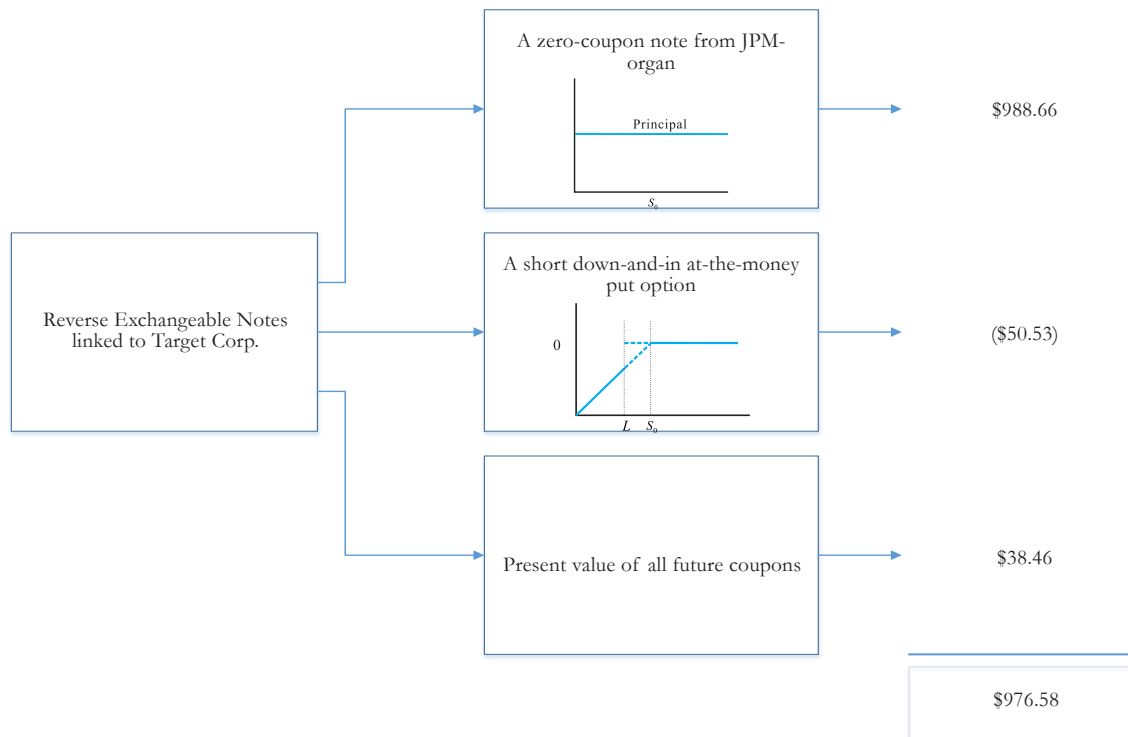 A zero-coupon note from JPM-
organ
Principal
S₀
$988.66
Reverse Exchangeable Notes
linked to Target Corp.
A short down-and-in at-the-money
put option
0
L S₀
($50.53)
Present value of all future coupons
$38.46
$976.58